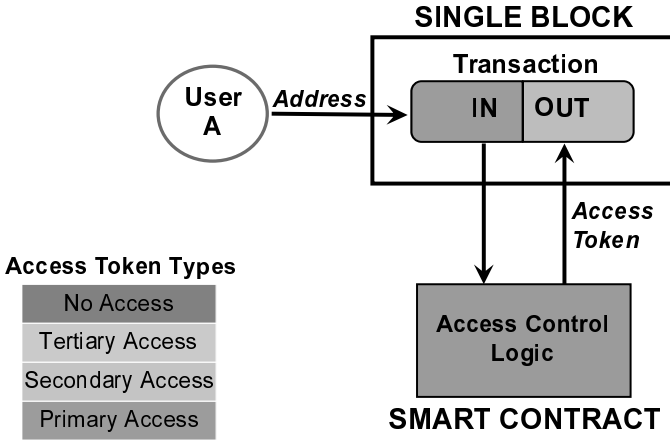 SINGLE BLOCK
Transaction
User
A
Address
IN
OUT
Access
Token
Access Token Types
No Access
Tertiary Access
Secondary Access
Primary Access
Access Control
Logic
SMART CONTRACT